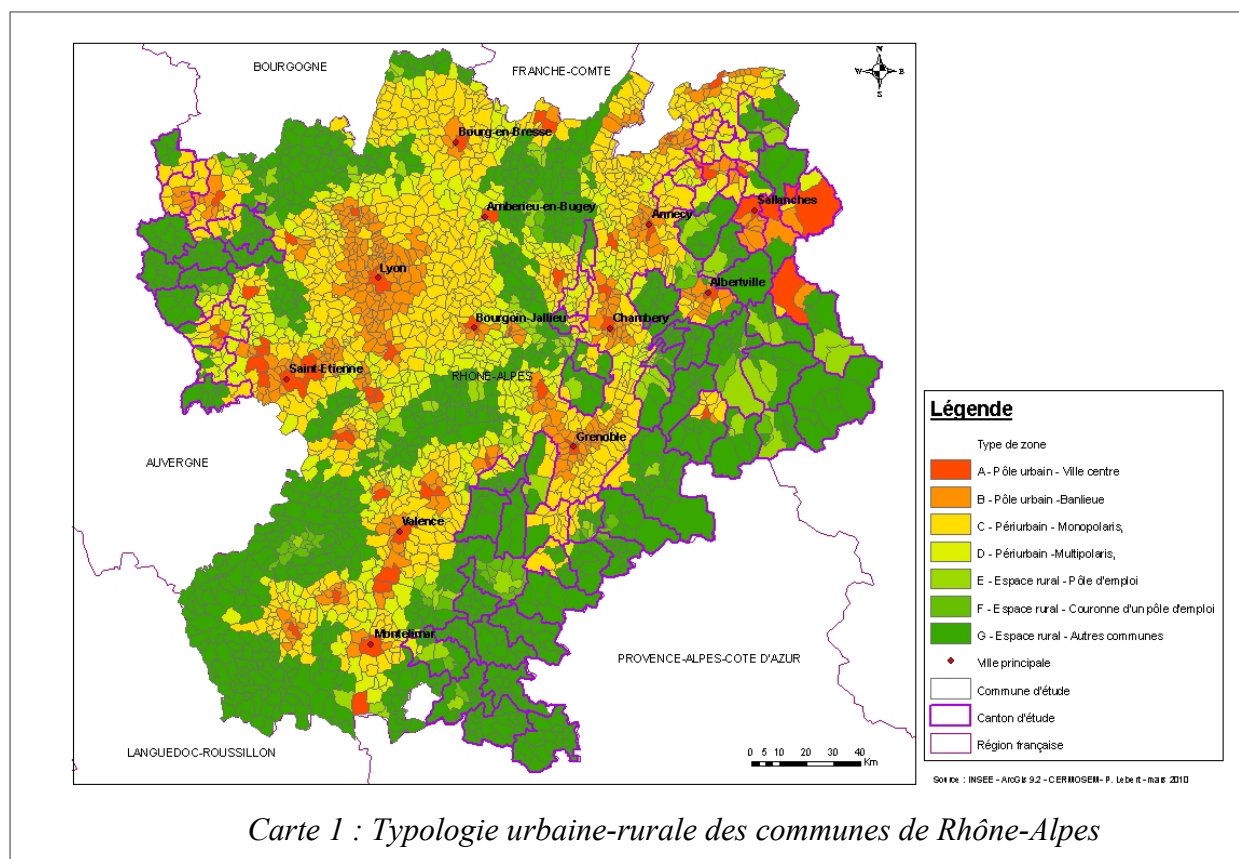 BOURGOGNE
FRANCHE-COMTE
N
W E
S
Bourg-en-Bresse
Amberieu-en-Bugey
Annecy
Sallanches
Lyon
Albertville
Bourgoin-Jallieu
Chambery
Saint-Etienne
RHONE-ALPES
Grenoble
AUVERGNE
Valence
Montelimar
PROVENCE-ALPES-COTE D'AZUR
LANGUEDOC-ROUSSILLON
0 5 10 20 30 40
Km
Légende
Type de zone
A - Pôle urbain - Ville centre
B - Pôle urbain -Banlieue
C - Périurbain - Monopolaris,
D - Périurbain -Multipolaris,
E - Espace rural - Pôle d'emploi
F - Espace rural - Couronne d'un pôle d'emploi
G - Espace rural - Autres communes
Ville principale
Commune d'étude
Canton d'étude
Région française
Source : INSEE - ArcGis 9.2 - CERMOSEM - P. Lebert - mars 2010
Carte 1 : Typologie urbaine-rurale des communes de Rhône-Alpes